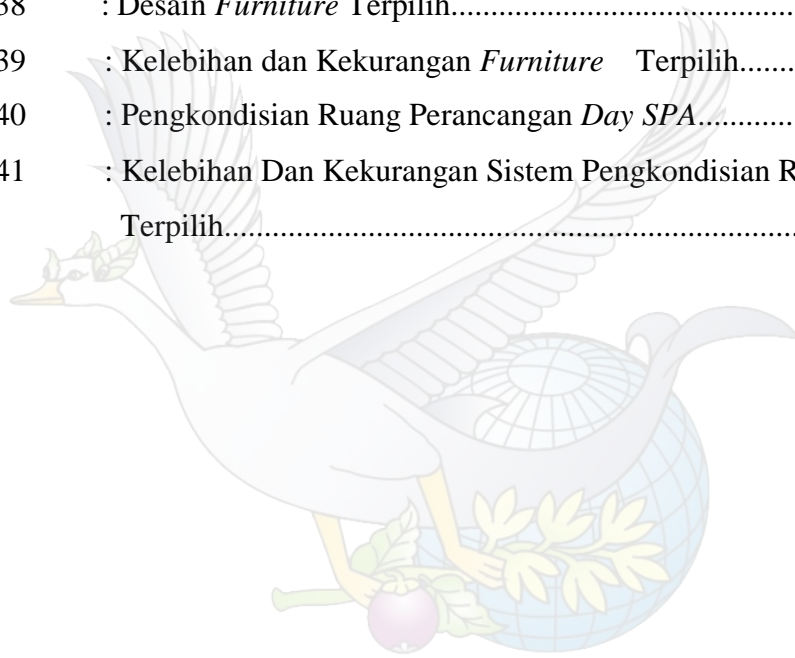 38 : Desain Furniture Terpilih......................................................
39 : Kelebihan dan Kekurangan Furniture Terpilih.......
40 : Pengkondisian Ruang Perancangan Day SPA............
41 : Kelebihan Dan Kekurangan Sistem Pengkondisian R
Terpilih...........................................................................